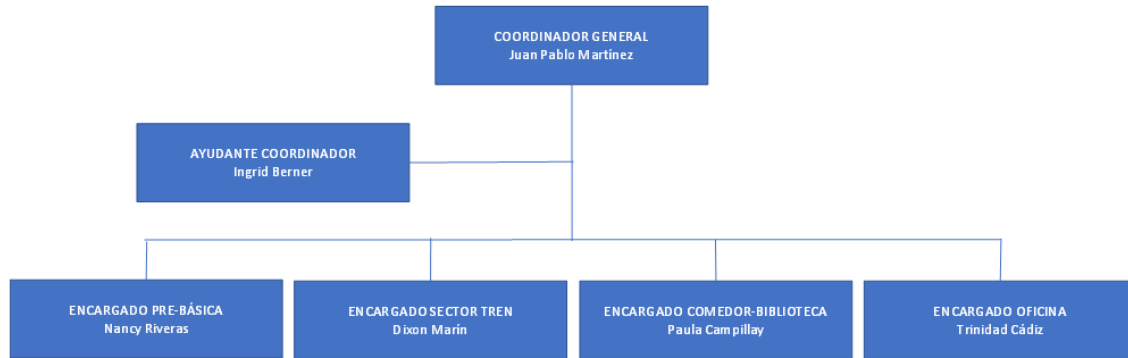 COORDINADOR GENERAL
Juan Pablo Martínez
AYUDANTE COORDINADOR
Ingrid Berner
ENCARGADO PRE-BÁSICA
Nancy Riveras
ENCARGADO SECTOR TREN
Dixon Marín
ENCARGADO COMEDOR-BIBLIOTECA
Paula Campillay
ENCARGADO OFICINA
Trinidad Cádiz